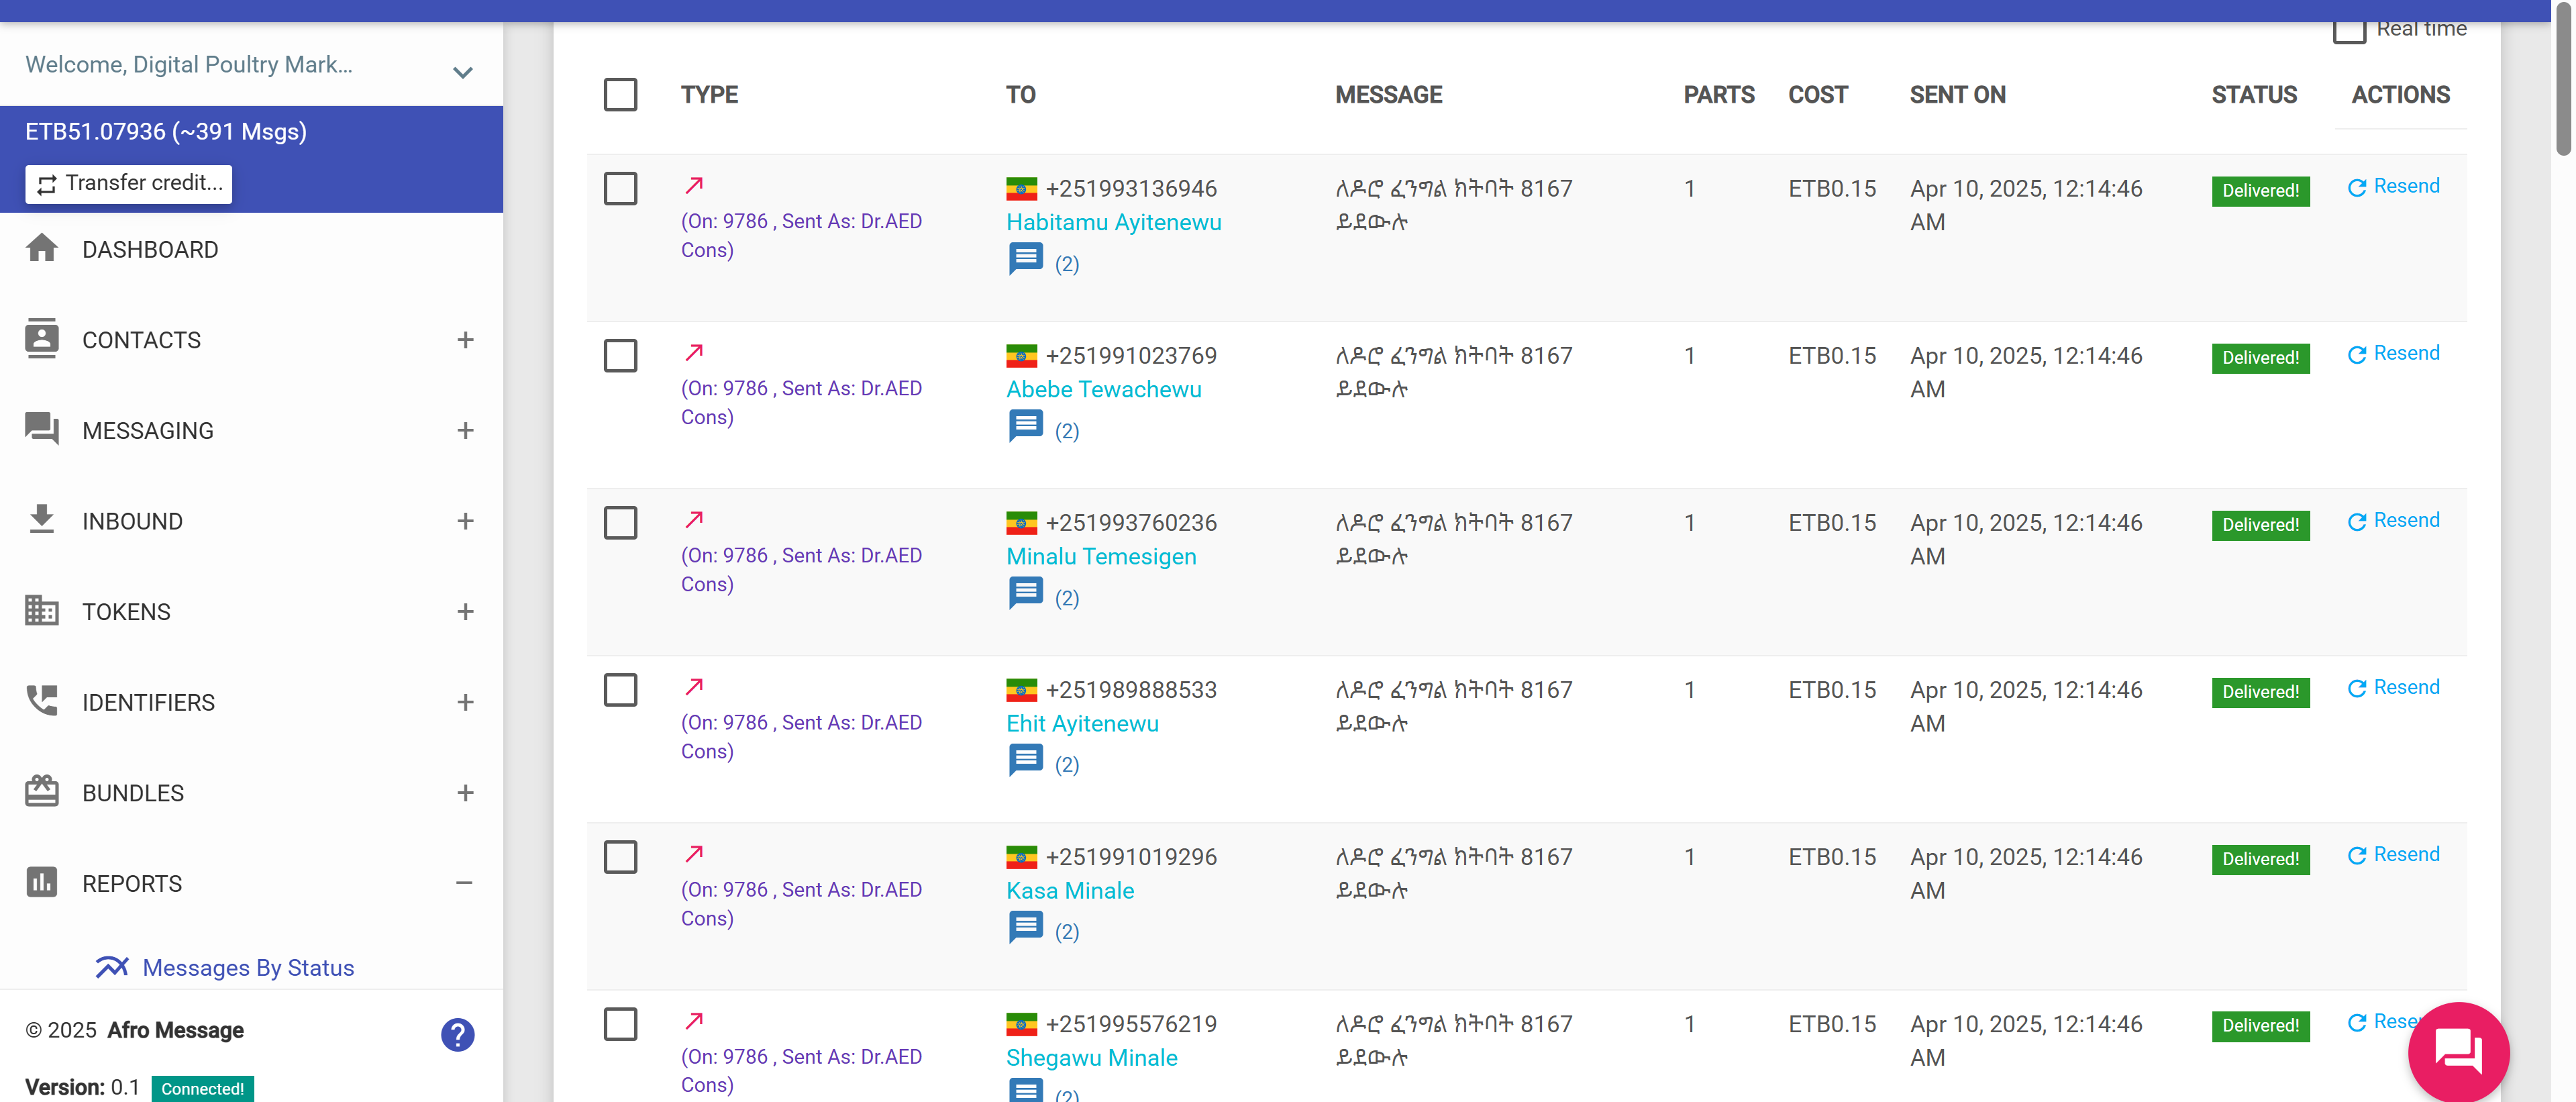 Real time
Welcome, Digital Poultry Mark...
ETB51.07936 (~391 Msgs)
Transfer credit...
DASHBOARD
CONTACTS +
MESSAGING +
INBOUND +
TOKENS +
IDENTIFIERS +
BUNDLES +
REPORTS −
Messages By Status
© 2025 Afro Message
?
Version: 0.1 Connected!
TYPE TO MESSAGE PARTS COST SENT ON STATUS ACTIONS
+251993136946 ለዶሮ ፈንግል ክትባት 8167 1 ETB0.15 Apr 10, 2025, 12:14:46 Delivered! Resend
(On: 9786 , Sent As: Dr.AED Habitamu Ayitenewu ይደውሉ AM
Cons) (2)
+251991023769 ለዶሮ ፈንግል ክትባት 8167 1 ETB0.15 Apr 10, 2025, 12:14:46 Delivered! Resend
(On: 9786 , Sent As: Dr.AED Abebe Tewachewu ይደውሉ AM
Cons) (2)
+251993760236 ለዶሮ ፈንግል ክትባት 8167 1 ETB0.15 Apr 10, 2025, 12:14:46 Delivered! Resend
(On: 9786 , Sent As: Dr.AED Minalu Temesigen ይደውሉ AM
Cons) (2)
+251989888533 ለዶሮ ፈንግል ክትባት 8167 1 ETB0.15 Apr 10, 2025, 12:14:46 Delivered! Resend
(On: 9786 , Sent As: Dr.AED Ehit Ayitenewu ይደውሉ AM
Cons) (2)
+251991019296 ለዶሮ ፈንግል ክትባት 8167 1 ETB0.15 Apr 10, 2025, 12:14:46 Delivered! Resend
(On: 9786 , Sent As: Dr.AED Kasa Minale ይደውሉ AM
Cons) (2)
+251995576219 ለዶሮ ፈንግል ክትባት 8167 1 ETB0.15 Apr 10, 2025, 12:14:46 Delivered!
(On: 9786 , Sent As: Dr.AED Shegawu Minale ይደውሉ AM
Cons) (2)